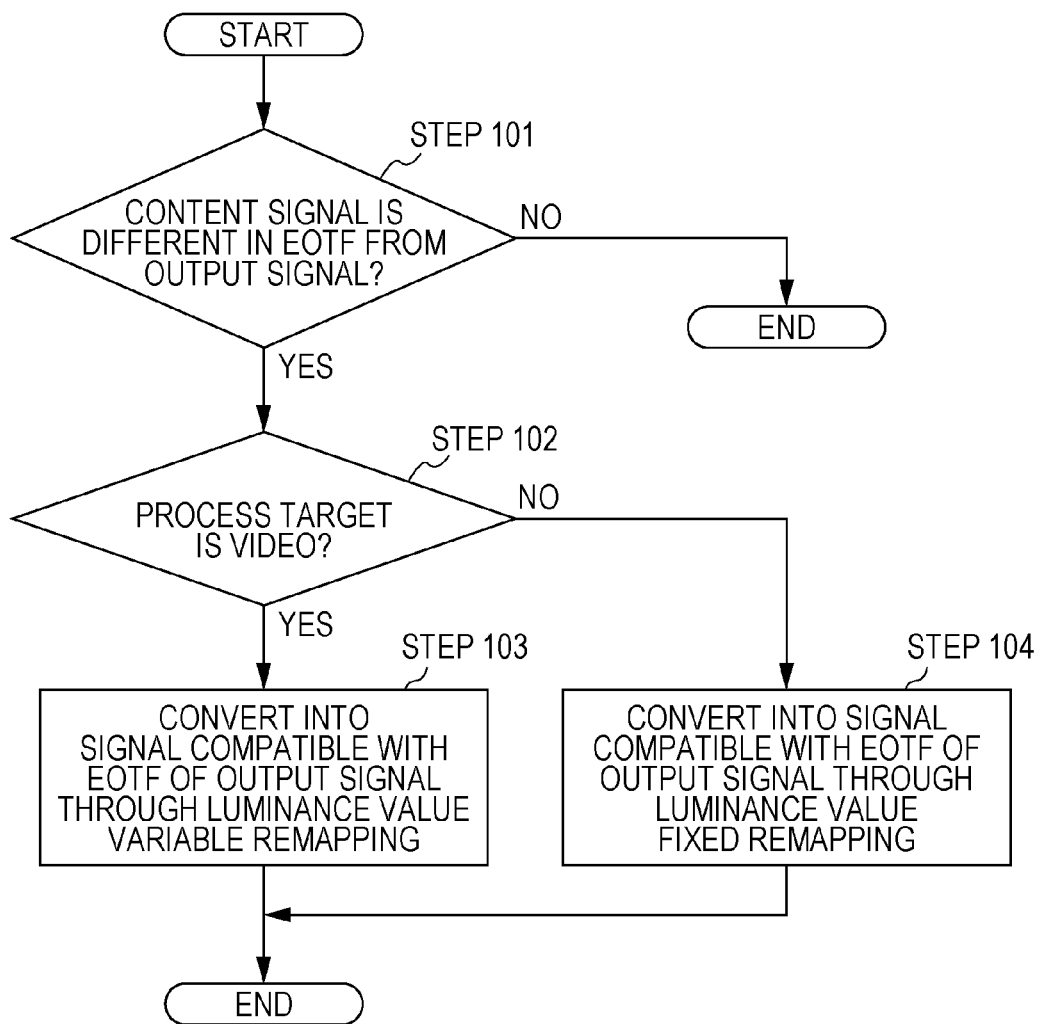 START
STEP 101
CONTENT SIGNAL IS
DIFFERENT IN EOTF FROM
OUTPUT SIGNAL?
NO
END
YES
STEP 102
PROCESS TARGET
IS VIDEO?
NO
YES
STEP 103
CONVERT INTO
SIGNAL COMPATIBLE WITH
EOTF OF OUTPUT SIGNAL
THROUGH LUMINANCE VALUE
VARIABLE REMAPPING
STEP 104
CONVERT INTO SIGNAL
COMPATIBLE WITH EOTF OF
OUTPUT SIGNAL THROUGH
LUMINANCE VALUE
FIXED REMAPPING
END